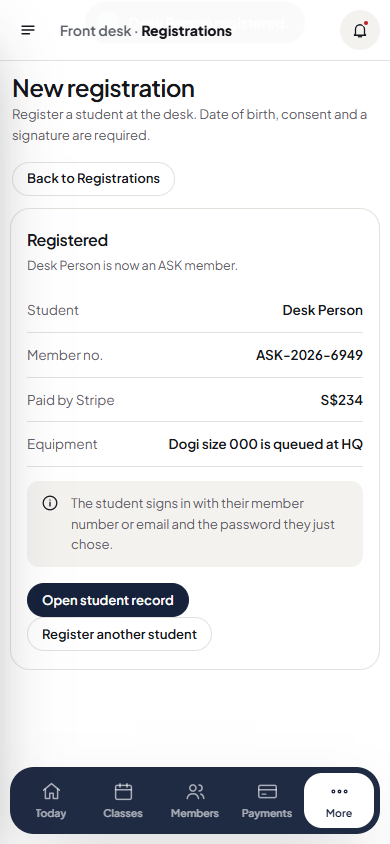 Front desk · Registrations
New registration
Register a student at the desk. Date of birth, consent and a
signature are required.
Back to Registrations
Registered
Desk Person is now an ASK member.
Student Desk Person
Member no. ASK-2026-6949
Paid by Stripe S$234
Equipment Dogi size 000 is queued at HQ
The student signs in with their member
number or email and the password they just
chose.
Open student record
Register another student
Today Classes Members Payments More